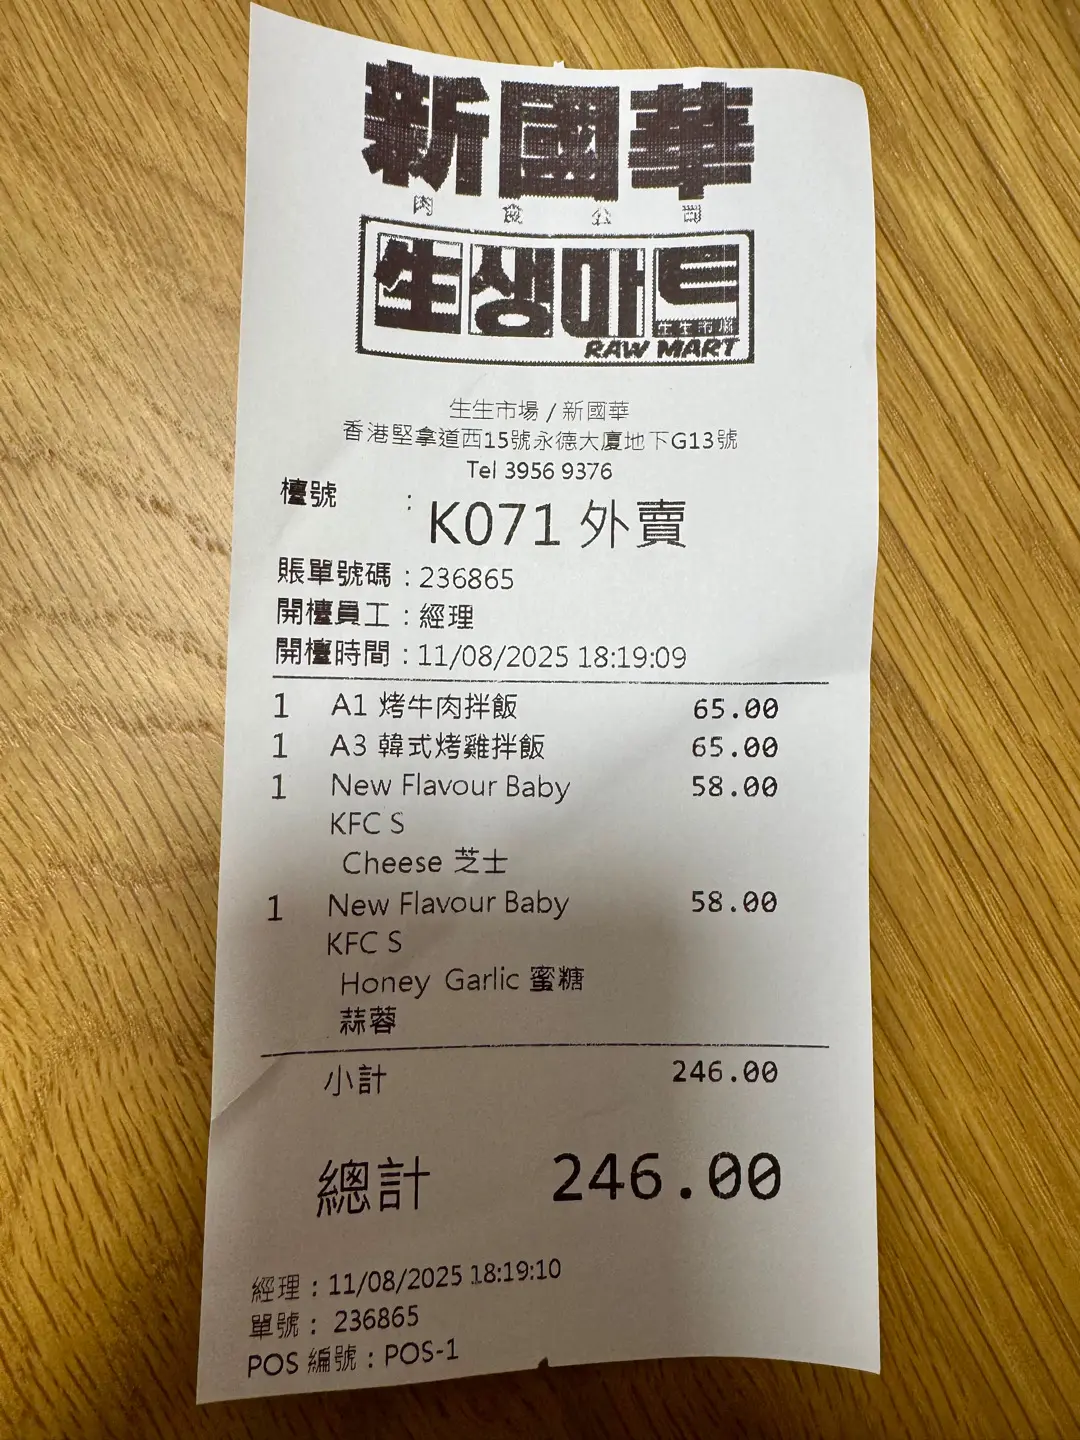 新國華
肉食公司
生생마트
生生市場
RAW MART
生生市場 / 新國華
香港堅拿道西15號永德大廈地下G13號
Tel 3956 9376
檯號 : K071 外賣
賬單號碼 : 236865
開檯員工 : 經理
開檯時間 : 11/08/2025 18:19:09
1 A1 烤牛肉拌飯 65.00
1 A3 韓式烤雞拌飯 65.00
1 New Flavour Baby 58.00
KFC S
Cheese 芝士
1 New Flavour Baby 58.00
KFC S
Honey Garlic 蜜糖
蒜蓉
小計 246.00
總計 246.00
經理 : 11/08/2025 18:19:10
單號 : 236865
POS 編號 : POS-1